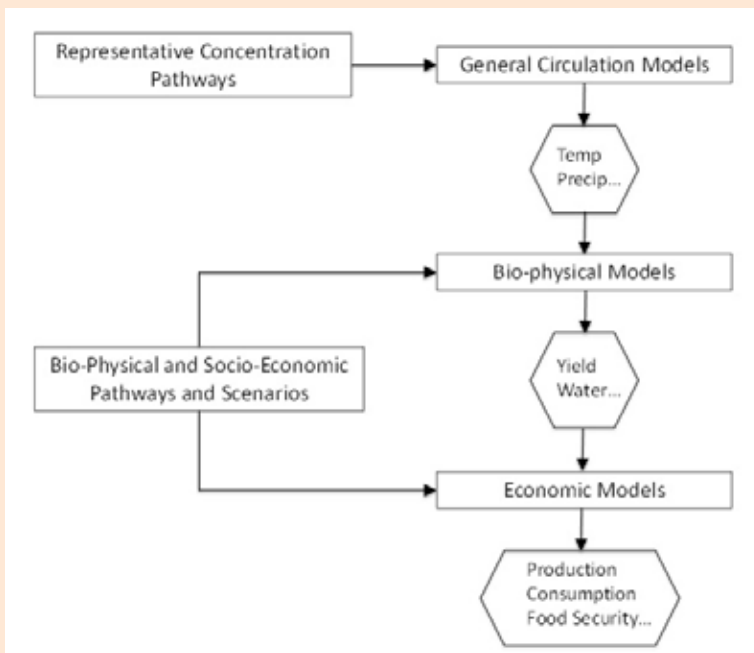 Representative Concentration
Pathways
General Circulation Models
Temp
Precip...
Bio-physical Models
Bio-Physical and Socio-Economic
Pathways and Scenarios
Yield
Water...
Economic Models
Production
Consumption
Food Security...